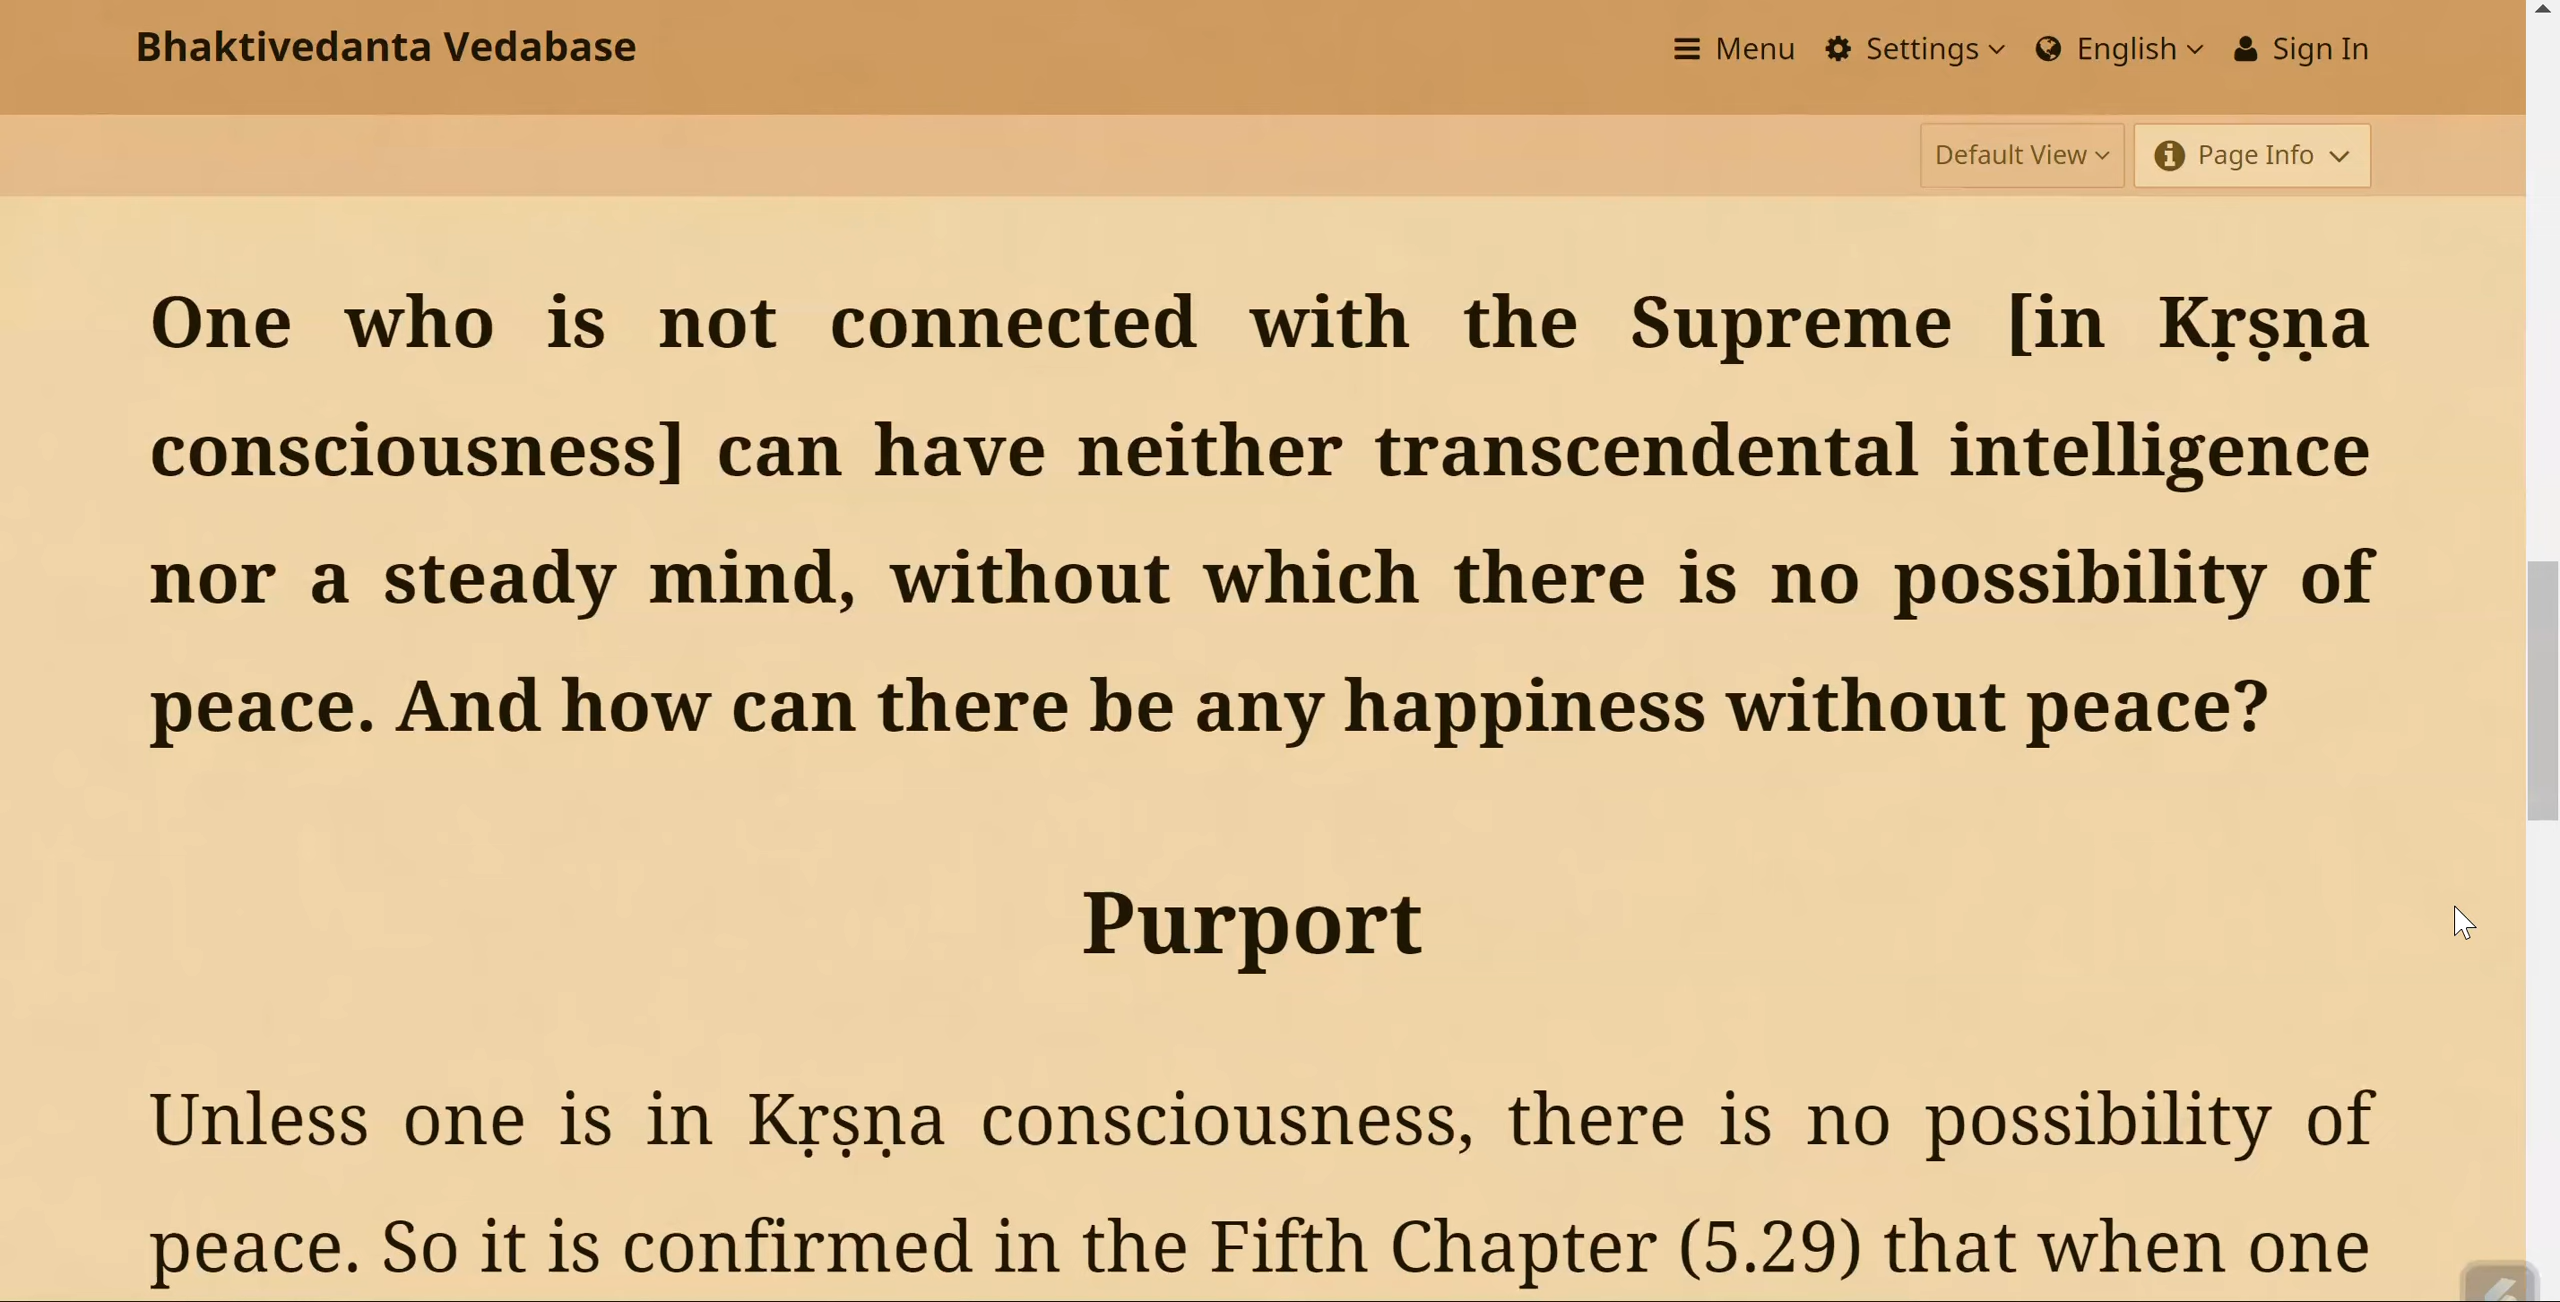 Bhaktivedanta Vedabase
Menu Settings English Sign In
Default View Page Info
One who is not connected with the Supreme [in Kṛṣṇa
consciousness] can have neither transcendental intelligence
nor a steady mind, without which there is no possibility of
peace. And how can there be any happiness without peace?
Purport
Unless one is in Kṛṣṇa consciousness, there is no possibility of
peace. So it is confirmed in the Fifth Chapter (5.29) that when one